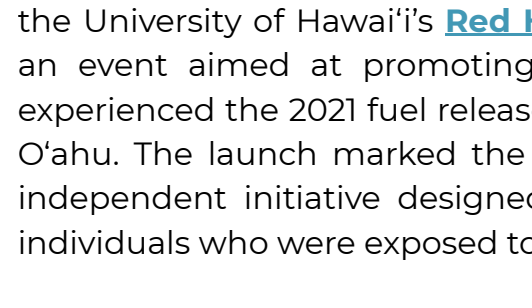 the University of Hawaiʻi’s Red
an event aimed at promoting
experienced the 2021 fuel releas
Oʻahu. The launch marked the
independent initiative designed
individuals who were exposed to